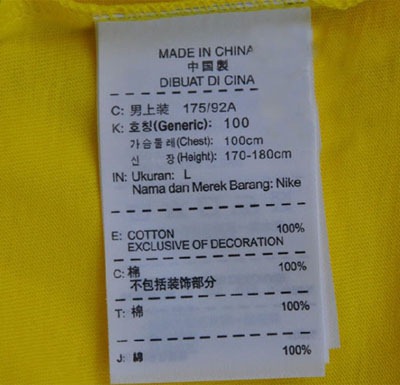 MADE IN CHINA
中国製
DIBUAT DI CINA
C: 男上装 175/92A
K: 호칭(Generic): 100
가슴둘레(Chest): 100cm
신 장(Height): 170-180cm
IN: Ukuran: L
Nama dan Merek Barang: Nike
E: COTTON 100%
EXCLUSIVE OF DECORATION
C: 棉 100%
不包括装饰部分
T: 棉 100%
J: 綿 100%